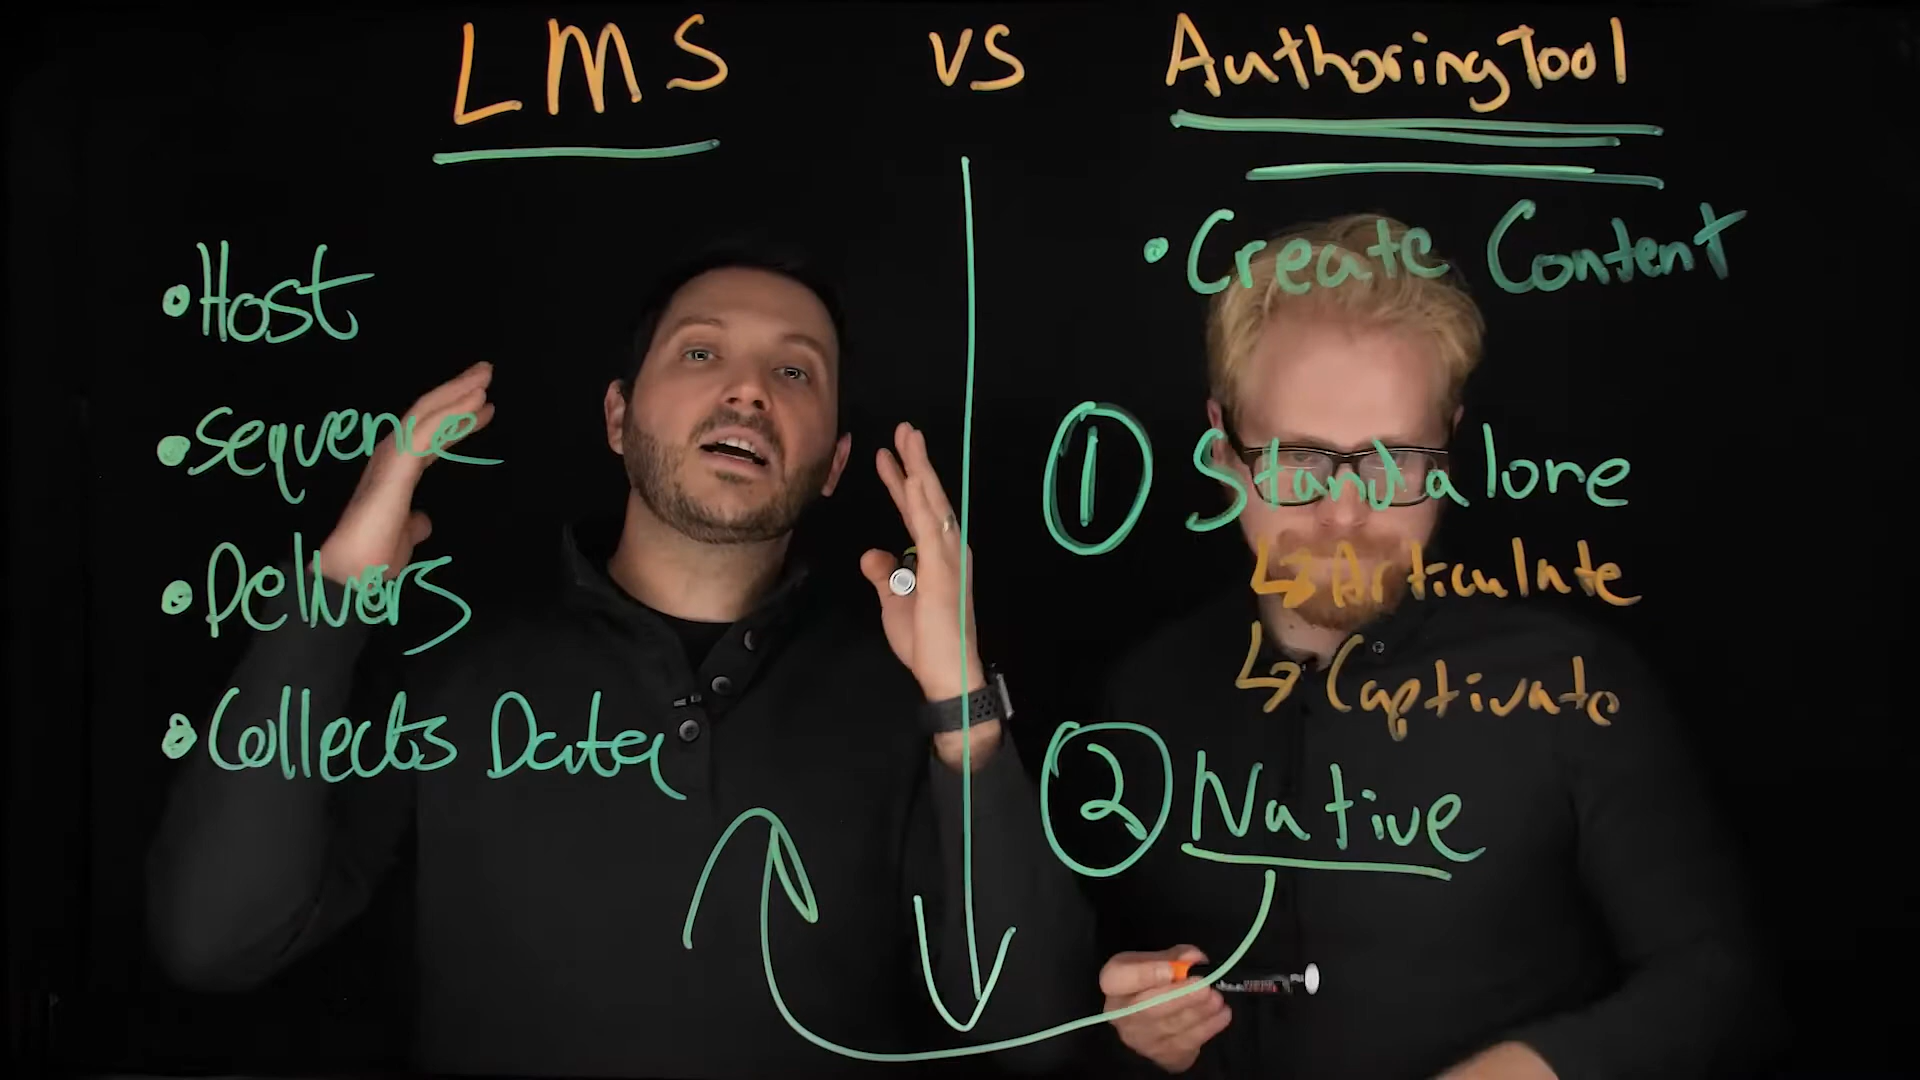 LMS vs Authoring Tool
• Host
• Sequence
• Delivers
• Collects Data
• Create Content
1 Standalone
↳ Articulate
↳ Captivate
2 Native